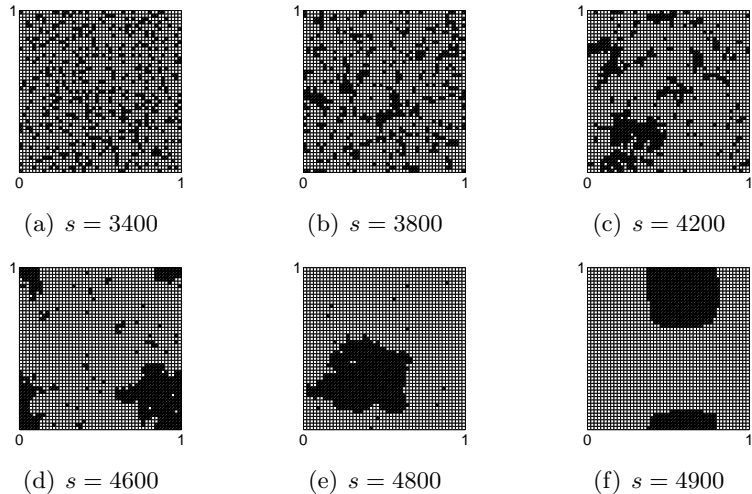 1 1 1
0 1 0 1 0 1
(a) s = 3400 (b) s = 3800 (c) s = 4200
1 1 1
0 1 0 1 0 1
(d) s = 4600 (e) s = 4800 (f) s = 4900